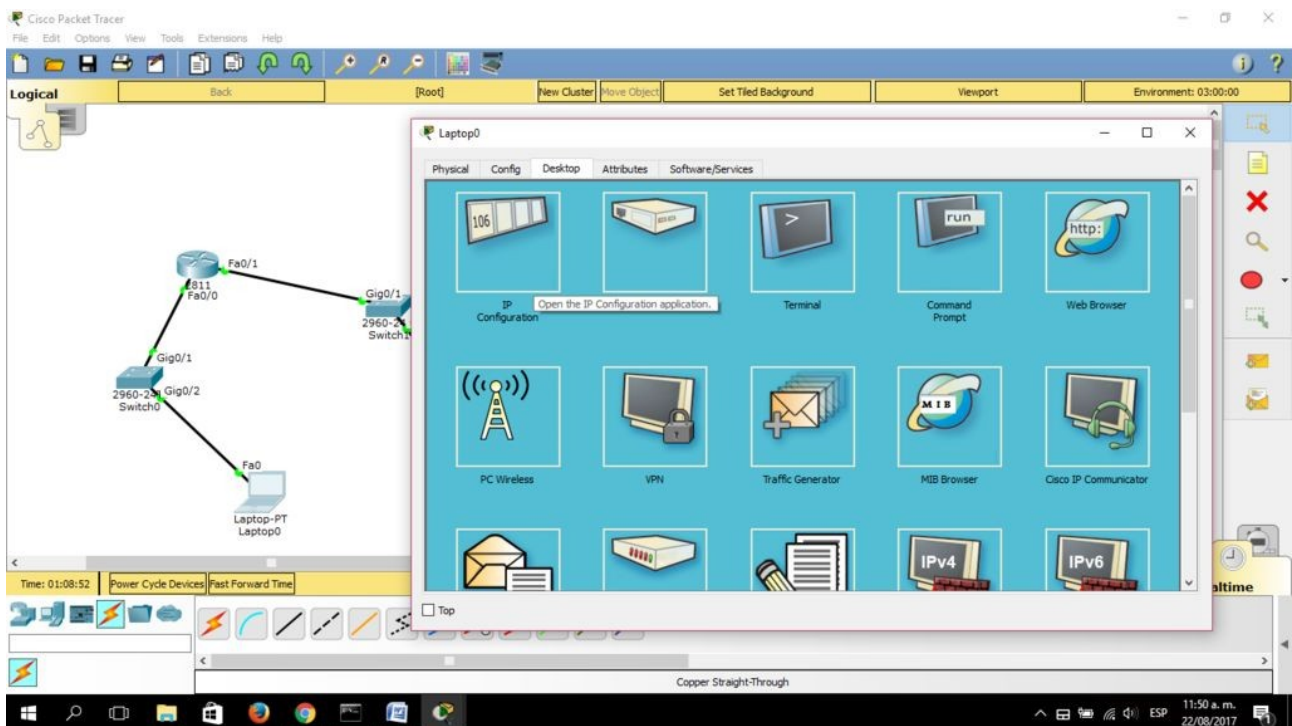 Cisco Packet Tracer
File Edit Options View Tools Extensions Help
Logical Back [Root] New Cluster Move Object Set Tiled Background Viewport Environment: 03:00:00
Laptop0
Physical Config Desktop Attributes Software/Services
106
>
run
http:
IP Configuration
Open the IP Configuration application.
Terminal
Command Prompt
Web Browser
MIB
PC Wireless
VPN
Traffic Generator
MIB Browser
Cisco IP Communicator
IPv4
IPv6
Top
Fa0/1
2811
Fa0/0
Gig0/1
2960-24
Switch1
Gig0/1
2960-24 Gig0/2
Switch0
Fa0
Laptop-PT
Laptop0
Time: 01:08:52 Power Cycle Devices Fast Forward Time
altime
Copper Straight-Through
ESP
11:50 a. m.
22/08/2017